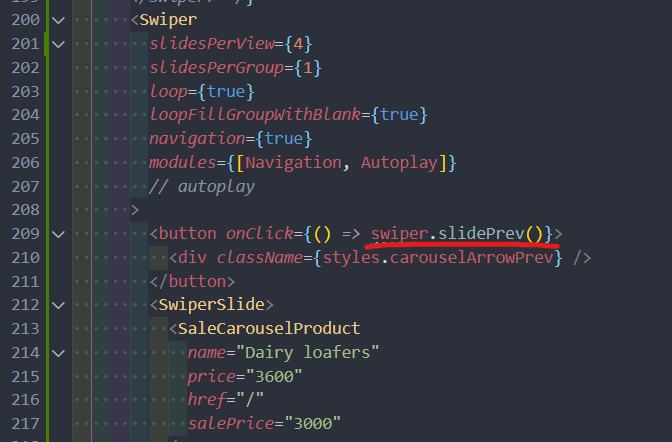 200 <Swiper
201 slidesPerView={4}
202 slidesPerGroup={1}
203 loop={true}
204 loopFillGroupWithBlank={true}
205 navigation={true}
206 modules={[Navigation, Autoplay]}
207 // autoplay
208 >
209 <button onClick={() => swiper.slidePrev()}>
210 <div className={styles.carouselArrowPrev} />
211 </button>
212 <SwiperSlide>
213 <SaleCarouselProduct
214 name="Dairy loafers"
215 price="3600"
216 href="/"
217 salePrice="3000"